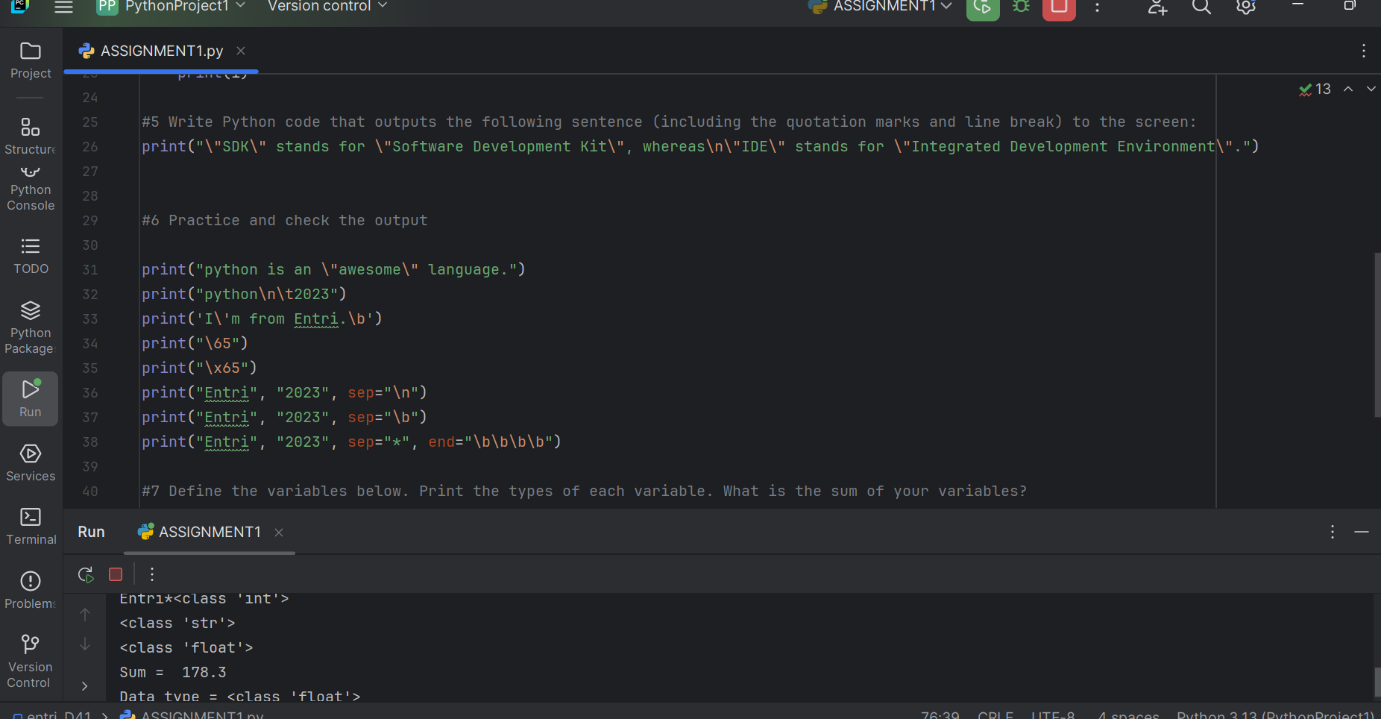 PP PythonProject1 Version control ASSIGNMENT1
ASSIGNMENT1.py
Project
Structure
Python
Console
TODO
Python
Package
Run
Services
Terminal
Problems
Version
Control
23 print(i)
24
25 #5 Write Python code that outputs the following sentence (including the quotation marks and line break) to the screen:
26 print("\"SDK\" stands for \"Software Development Kit\", whereas\n\"IDE\" stands for \"Integrated Development Environment\".")
27
28
29 #6 Practice and check the output
30
31 print("python is an \"awesome\" language.")
32 print("python\n\t2023")
33 print('I\'m from Entri.\b')
34 print("\65")
35 print("\x65")
36 print("Entri", "2023", sep="\n")
37 print("Entri", "2023", sep="\b")
38 print("Entri", "2023", sep="*", end="\b\b\b\b")
39
40 #7 Define the variables below. Print the types of each variable. What is the sum of your variables?
13
Run ASSIGNMENT1
Entri*<class 'int'>
<class 'str'>
<class 'float'>
Sum =  178.3
Data type = <class 'float'>
entri_D41 > ASSIGNMENT1.py 76:39 CRLF UTF-8 4 spaces Python 3.13 (PythonProject1)